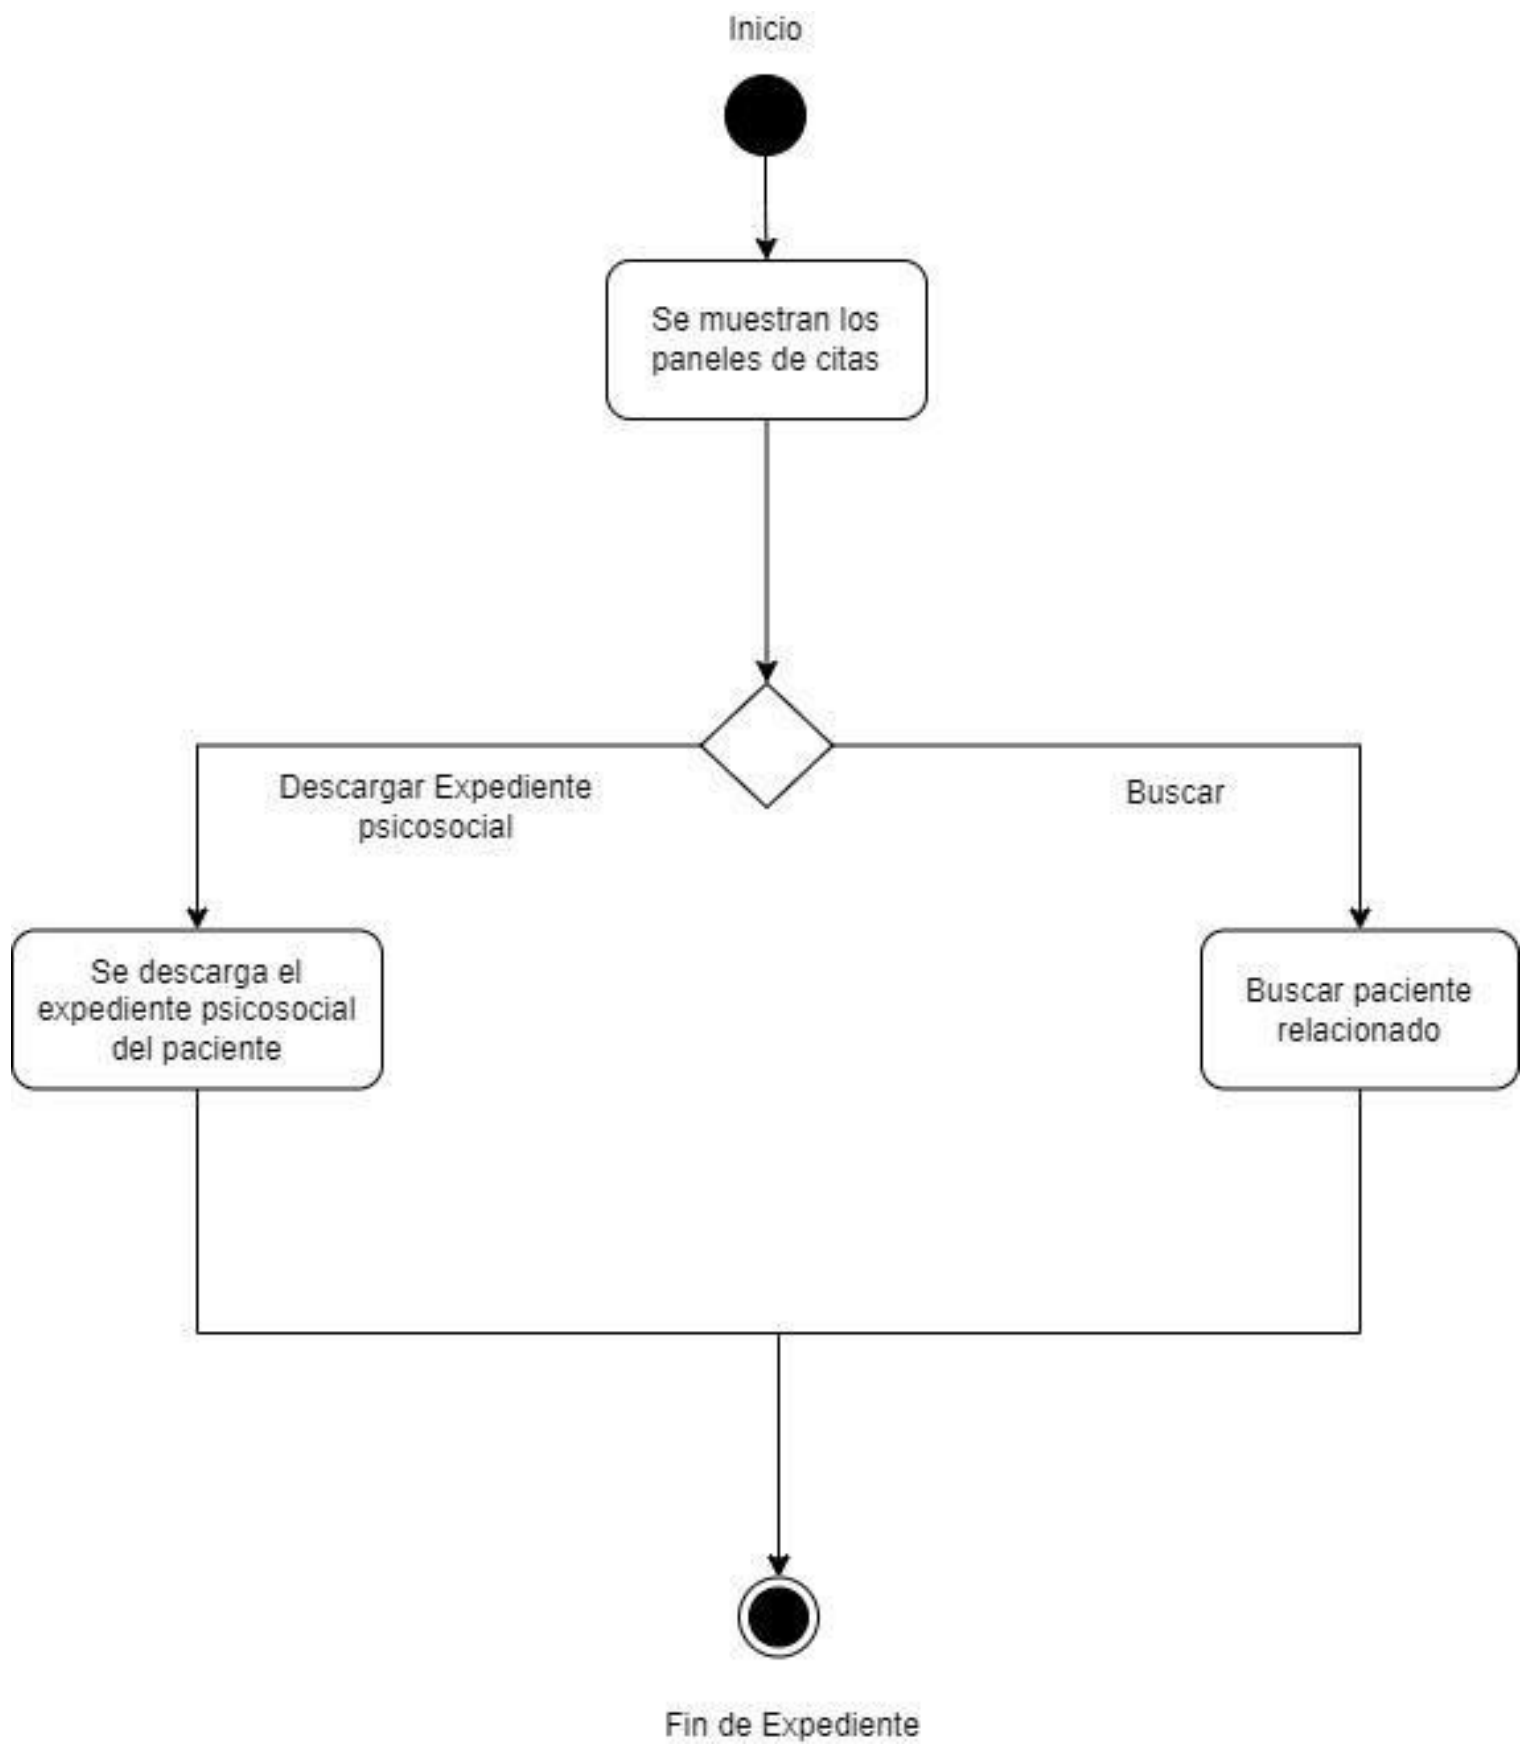 Inicio
Se muestran los
paneles de citas
Descargar Expediente
psicosocial
Buscar
Se descarga el
expediente psicosocial
del paciente
Buscar paciente
relacionado
Fin de Expediente